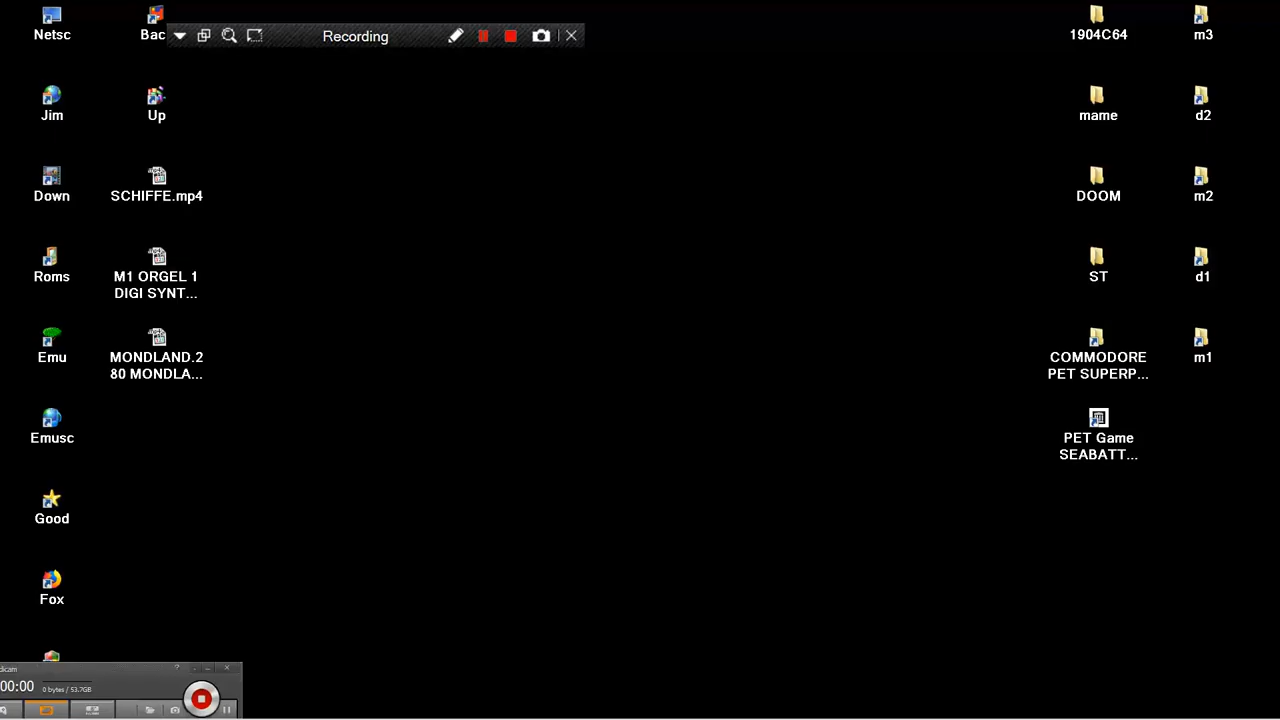 Netsc
Bac
Recording
1904C64
m3
Jim
Up
mame
d2
Down
SCHIFFE.mp4
DOOM
m2
Roms
M1 ORGEL 1
DIGI SYNT...
ST
d1
Emu
MONDLAND.2
80 MONDLA...
COMMODORE
PET SUPERP...
m1
Emusc
PET Game
SEABATT...
Good
Fox
dicam
00:00
0 bytes / 53.7GB